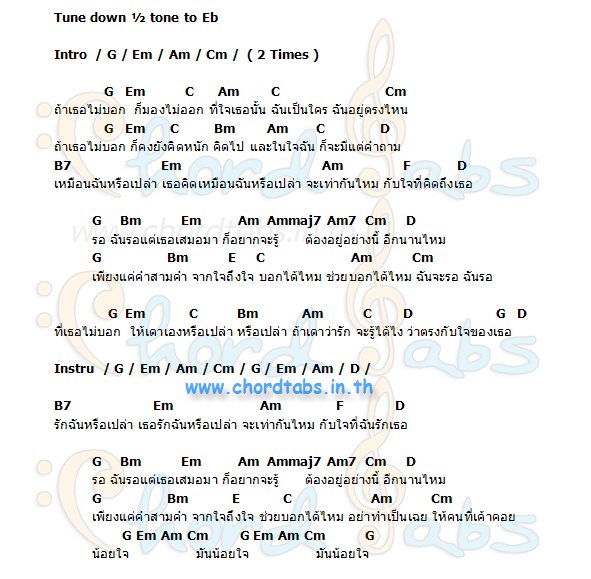 Tune down ½ tone to Eb
Intro / G / Em / Am / Cm / ( 2 Times )
G Em C Am C Cm
ถ้าเธอไม่บอก ก็มองไม่ออก ที่ใจเธอนั้น ฉันเป็นใคร ฉันอยู่ตรงไหน
G Em C Bm Am C D
ถ้าเธอไม่บอก ก็คงยังคิดหนัก คิดไป และในใจฉัน ก็จะมีแต่คำถาม
B7 Em Am F D
เหมือนฉันหรือเปล่า เธอคิดเหมือนฉันหรือเปล่า จะเท่ากันไหม กับใจที่คิดถึงเธอ
G Bm Em Am Ammaj7 Am7 Cm D
www.chordtabs.in.th
รอ ฉันรอแต่เธอเสมอมา ก็อยากจะรู้ ต้องอยู่อย่างนี้ อีกนานไหม
G Bm E C Am Cm
เพียงแค่คำสามคำ จากใจถึงใจ บอกได้ไหม ช่วยบอกได้ไหม ฉันจะรอ ฉันรอ
G Em C Bm Am C D G D
ที่เธอไม่บอก ให้เดาเองหรือเปล่า หรือเปล่า ถ้าเดาว่ารัก จะรู้ได้ไง ว่าตรงกับใจของเธอ
Instru / G / Em / Am / Cm / G / Em / Am / D /
www.chordtabs.in.th
B7 Em Am F D
รักฉันหรือเปล่า เธอรักฉันหรือเปล่า จะเท่ากันไหม กับใจที่ฉันรักเธอ
G Bm Em Am Ammaj7 Am7 Cm D
รอ ฉันรอแต่เธอเสมอมา ก็อยากจะรู้ ต้องอยู่อย่างนี้ อีกนานไหม
G Bm E C Am Cm
เพียงแค่คำสามคำ จากใจถึงใจ ช่วยบอกได้ไหม อย่าทำเป็นเฉย ให้คนที่เค้าคอย
G Em Am Cm G Em Am Cm G
น้อยใจ มันน้อยใจ มันน้อยใจ